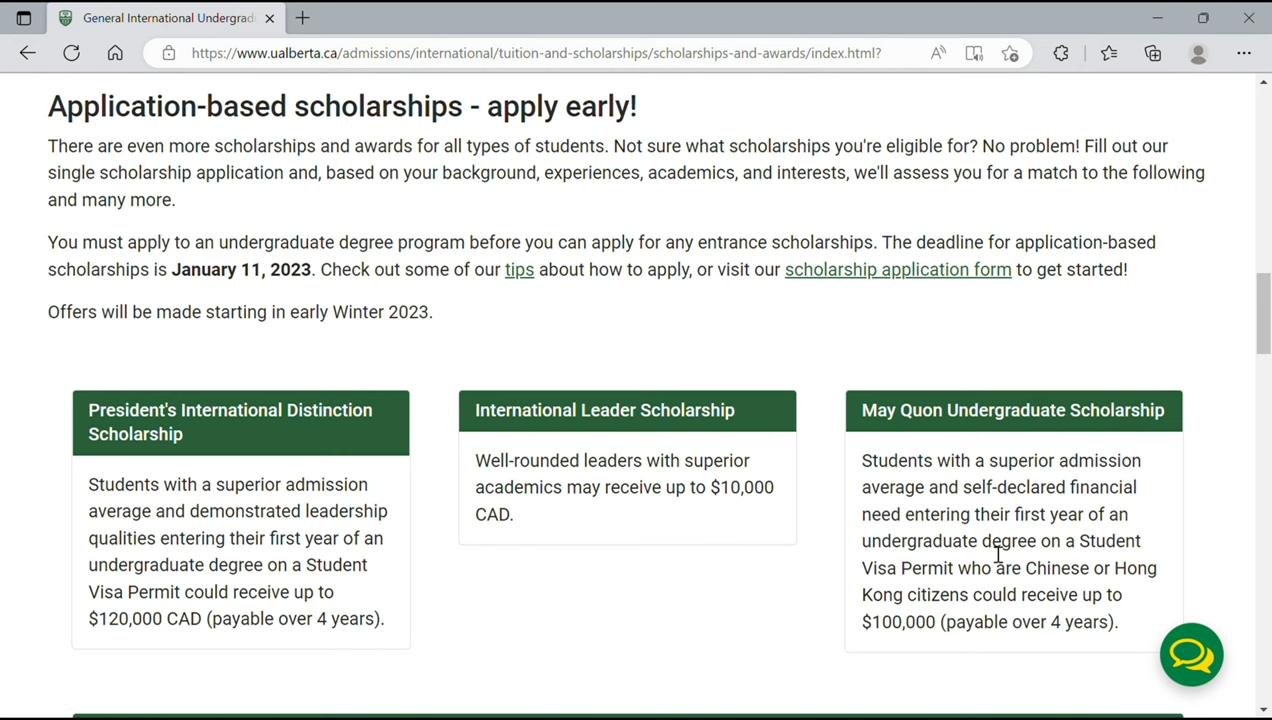 General International Undergrad
https://www.ualberta.ca/admissions/international/tuition-and-scholarships/scholarships-and-awards/index.html?
Application-based scholarships - apply early!
There are even more scholarships and awards for all types of students. Not sure what scholarships you're eligible for? No problem! Fill out our
single scholarship application and, based on your background, experiences, academics, and interests, we'll assess you for a match to the following
and many more.
You must apply to an undergraduate degree program before you can apply for any entrance scholarships. The deadline for application-based
scholarships is January 11, 2023. Check out some of our tips about how to apply, or visit our scholarship application form to get started!
Offers will be made starting in early Winter 2023.
President's International Distinction
Scholarship
Students with a superior admission
average and demonstrated leadership
qualities entering their first year of an
undergraduate degree on a Student
Visa Permit could receive up to
$120,000 CAD (payable over 4 years).
International Leader Scholarship
Well-rounded leaders with superior
academics may receive up to $10,000
CAD.
May Quon Undergraduate Scholarship
Students with a superior admission
average and self-declared financial
need entering their first year of an
undergraduate degree on a Student
Visa Permit who are Chinese or Hong
Kong citizens could receive up to
$100,000 (payable over 4 years).